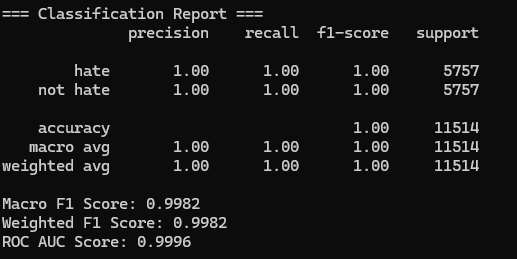 === Classification Report ===
precision recall f1-score support
hate 1.00 1.00 1.00 5757
not hate 1.00 1.00 1.00 5757
accuracy 1.00 11514
macro avg 1.00 1.00 1.00 11514
weighted avg 1.00 1.00 1.00 11514
Macro F1 Score: 0.9982
Weighted F1 Score: 0.9982
ROC AUC Score: 0.9996